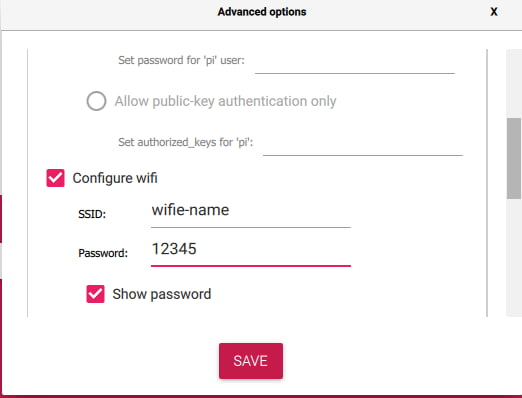 Advanced options X
Set password for 'pi' user:
Allow public-key authentication only
Set authorized_keys for 'pi':
Configure wifi
SSID: wifie-name
Password: 12345
Show password
SAVE